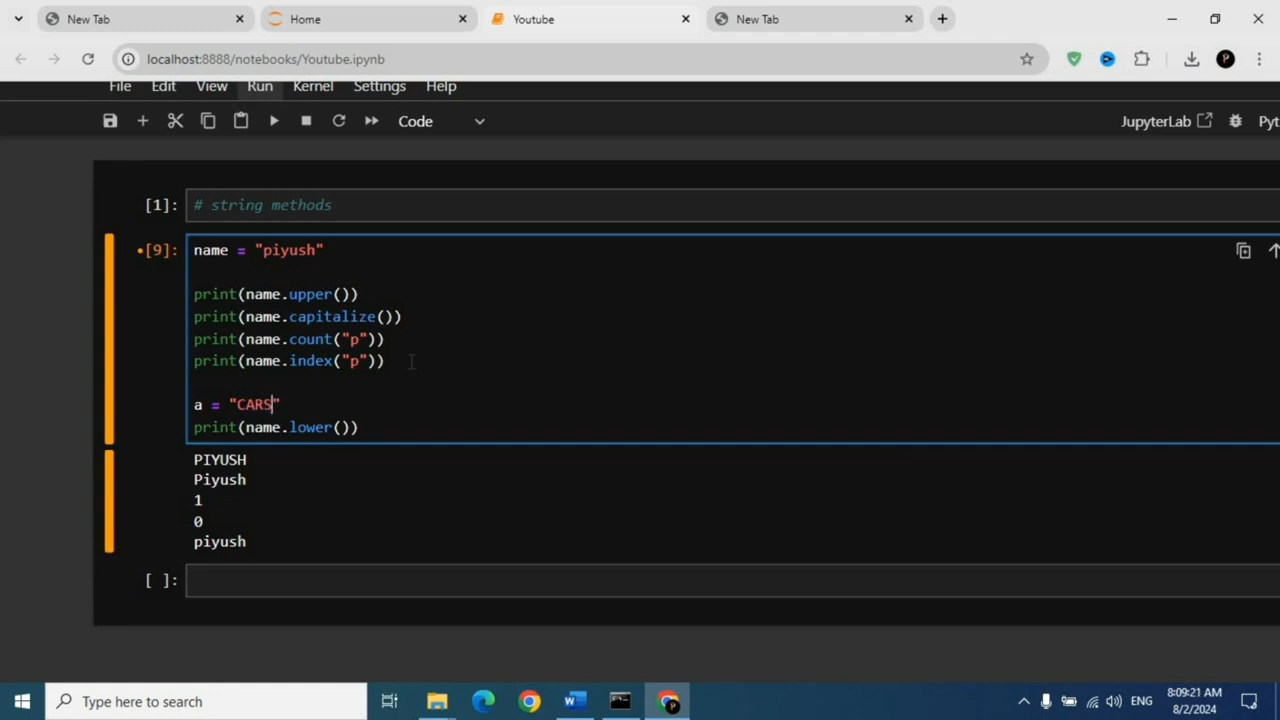 New Tab
Home
Youtube
New Tab
localhost:8888/notebooks/Youtube.ipynb
P
File Edit View Run Kernel Settings Help
Code
JupyterLab
Pyt
[1]: # string methods
•[9]: name = "piyush"
print(name.upper())
print(name.capitalize())
print(name.count("p"))
print(name.index("p"))
a = "CARS"
print(name.lower())
PIYUSH
Piyush
1
0
piyush
[ ]:
Type here to search
ENG
8:09:21 AM
8/2/2024